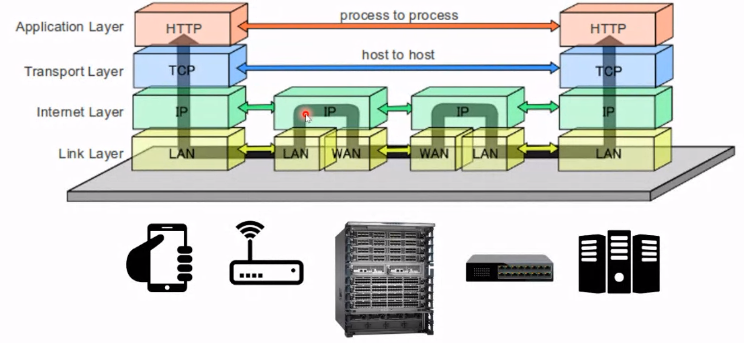 process to process
Application Layer HTTP HTTP
host to host
Transport Layer TCP TCP
Internet Layer IP IP IP IP
Link Layer LAN LAN WAN WAN LAN LAN